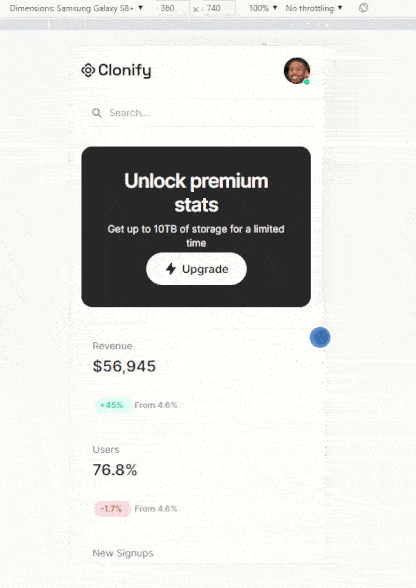 Dimensions: Samsung Galaxy S8+ ▼ 360 x 740 100% ▼ No throttling ▼
Clonify
Search...
Unlock premium
stats
Get up to 10TB of storage for a limited
time
Upgrade
Revenue
$56,945
+45% From 4.6%
Users
76.8%
-1.7% From 4.6%
New Signups